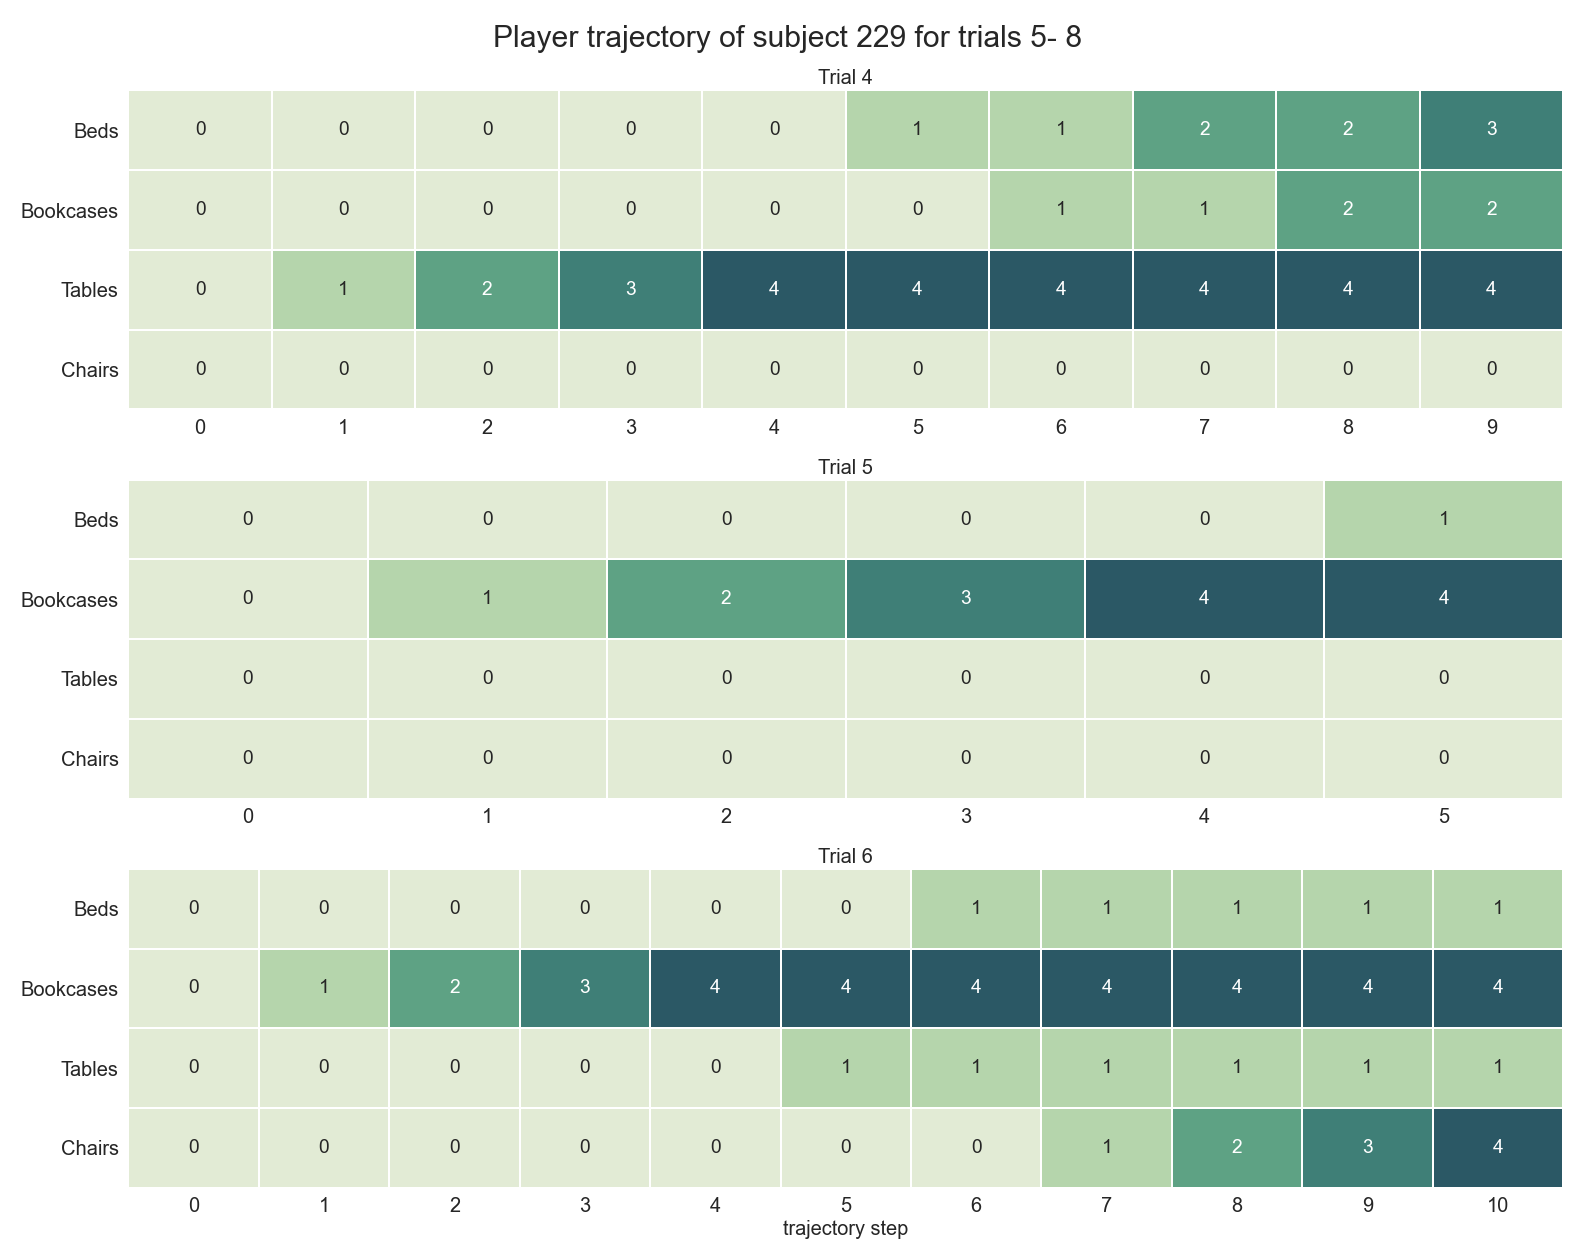 Player trajectory of subject 229 for trials 5- 8
Trial 4
Beds 0 0 0 0 0 1 1 2 2 3
Bookcases 0 0 0 0 0 0 1 1 2 2
Tables 0 1 2 3 4 4 4 4 4 4
Chairs 0 0 0 0 0 0 0 0 0 0
0 1 2 3 4 5 6 7 8 9
Trial 5
Beds 0 0 0 0 0 1
Bookcases 0 1 2 3 4 4
Tables 0 0 0 0 0 0
Chairs 0 0 0 0 0 0
0 1 2 3 4 5
Trial 6
Beds 0 0 0 0 0 0 1 1 1 1 1
Bookcases 0 1 2 3 4 4 4 4 4 4 4
Tables 0 0 0 0 0 1 1 1 1 1 1
Chairs 0 0 0 0 0 0 0 1 2 3 4
0 1 2 3 4 5 6 7 8 9 10
trajectory step